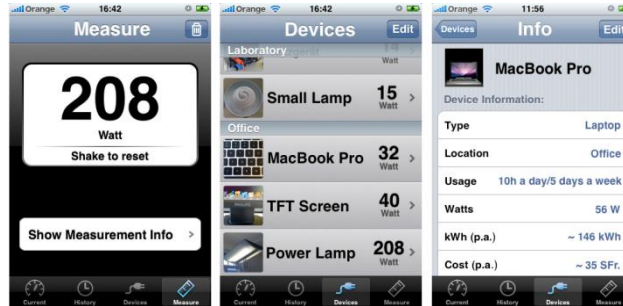 Orange 16:42
Measure
208
Watt
Shake to reset
Show Measurement Info
Current History Devices Measure
Orange 16:42
Devices Edit
Laboratory
Watt
Small Lamp 15
Watt
Office
MacBook Pro 32
Watt
TFT Screen 40
Watt
Power Lamp 208
Watt
Current History Devices Measure
Orange 11:56
Devices Info Edit
MacBook Pro
Device Information:
Type Laptop
Location Office
Usage 10h a day/5 days a week
Watts 56 W
kWh (p.a.) ~ 146 kWh
Cost (p.a.) ~ 35 SFr.
Current History Devices Measure